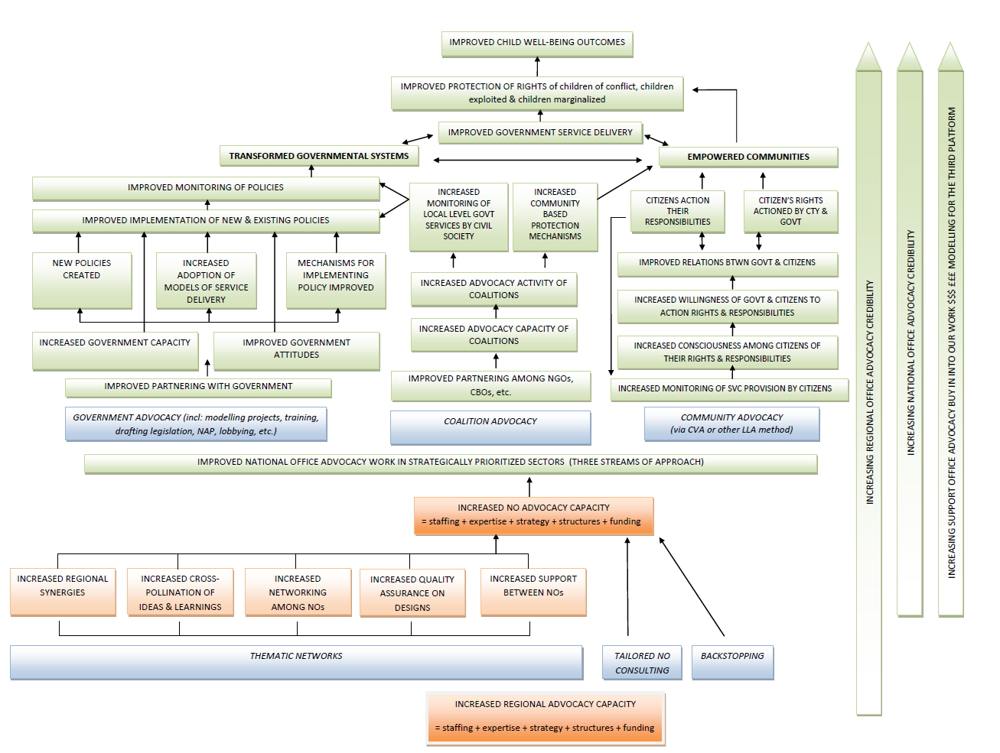 IMPROVED CHILD WELL-BEING OUTCOMES
IMPROVED PROTECTION OF RIGHTS of children of conflict, children
exploited & children marginalized
IMPROVED GOVERNMENT SERVICE DELIVERY
TRANSFORMED GOVERNMENTAL SYSTEMS
EMPOWERED COMMUNITIES
IMPROVED MONITORING OF POLICIES
IMPROVED IMPLEMENTATION OF NEW & EXISTING POLICIES
NEW POLICIES
CREATED
INCREASED
ADOPTION OF
MODELS OF SERVICE
DELIVERY
MECHANISMS FOR
IMPLEMENTING
POLICY IMPROVED
INCREASED GOVERNMENT CAPACITY
IMPROVED GOVERNMENT
ATTITUDES
IMPROVED PARTNERING WITH GOVERNMENT
GOVERNMENT ADVOCACY (incl: modelling projects, training,
drafting legislation, NAP, lobbying, etc.)
INCREASED
MONITORING OF
LOCAL LEVEL GOVT
SERVICES BY CIVIL
SOCIETY
INCREASED
COMMUNITY
BASED
PROTECTION
MECHANISMS
INCREASED ADVOCACY ACTIVITY OF
COALITIONS
INCREASED ADVOCACY CAPACITY OF
COALITIONS
IMPROVED PARTNERING AMONG NGOs,
CBOs, etc.
COALITION ADVOCACY
CITIZENS ACTION
THEIR
RESPONSIBILITIES
CITIZEN'S RIGHTS
ACTIONED BY CTY &
GOVT
IMPROVED RELATIONS BTWN GOVT & CITIZENS
INCREASED WILLINGNESS OF GOVT & CITIZENS TO
ACTION RIGHTS & RESPONSIBILITIES
INCREASED CONSCIOUSNESS AMONG CITIZENS OF
THEIR RIGHTS & RESPONSIBILITIES
INCREASED MONITORING OF SVC PROVISION BY CITIZENS
COMMUNITY ADVOCACY
(via CVA or other LLA method)
IMPROVED NATIONAL OFFICE ADVOCACY WORK IN STRATEGICALLY PRIORITIZED SECTORS (THREE STREAMS OF APPROACH)
INCREASED NO ADVOCACY CAPACITY
= staffing + expertise + strategy + structures + funding
INCREASED REGIONAL
SYNERGIES
INCREASED CROSS-
POLLINATION OF
IDEAS & LEARNINGS
INCREASED
NETWORKING
AMONG NOs
INCREASED QUALITY
ASSURANCE ON
DESIGNS
INCREASED SUPPORT
BETWEEN NOs
THEMATIC NETWORKS
TAILORED NO
CONSULTING
BACKSTOPPING
INCREASED REGIONAL ADVOCACY CAPACITY
= staffing + expertise + strategy + structures + funding
INCREASING REGIONAL OFFICE ADVOCACY CREDIBILITY
INCREASING NATIONAL OFFICE ADVOCACY CREDIBILITY
INCREASING SUPPORT OFFICE ADVOCACY BUY IN INTO OUR WORK $$$ £££ MODELLING FOR THE THIRD PLATFORM